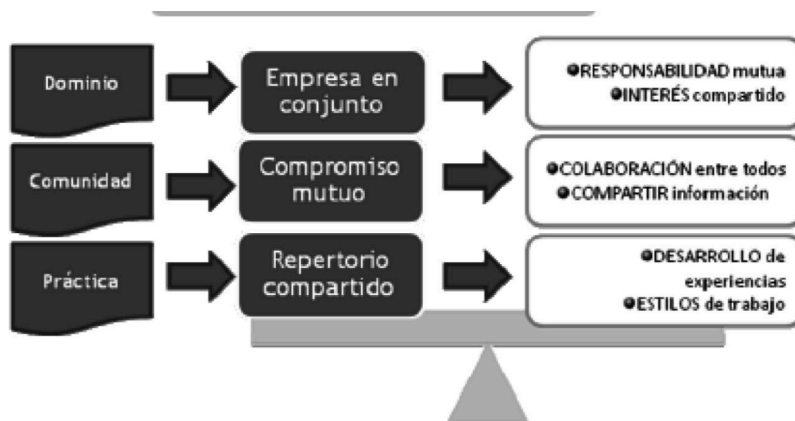 Dominio
Empresa en
conjunto
●RESPONSABILIDAD mutua
●INTERÉS compartido
Comunidad
Compromiso
mutuo
●COLABORACIÓN entre todos
●COMPARTIR información
Práctica
Repertorio
compartido
●DESARROLLO de
experiencias
●ESTILOS de trabajo